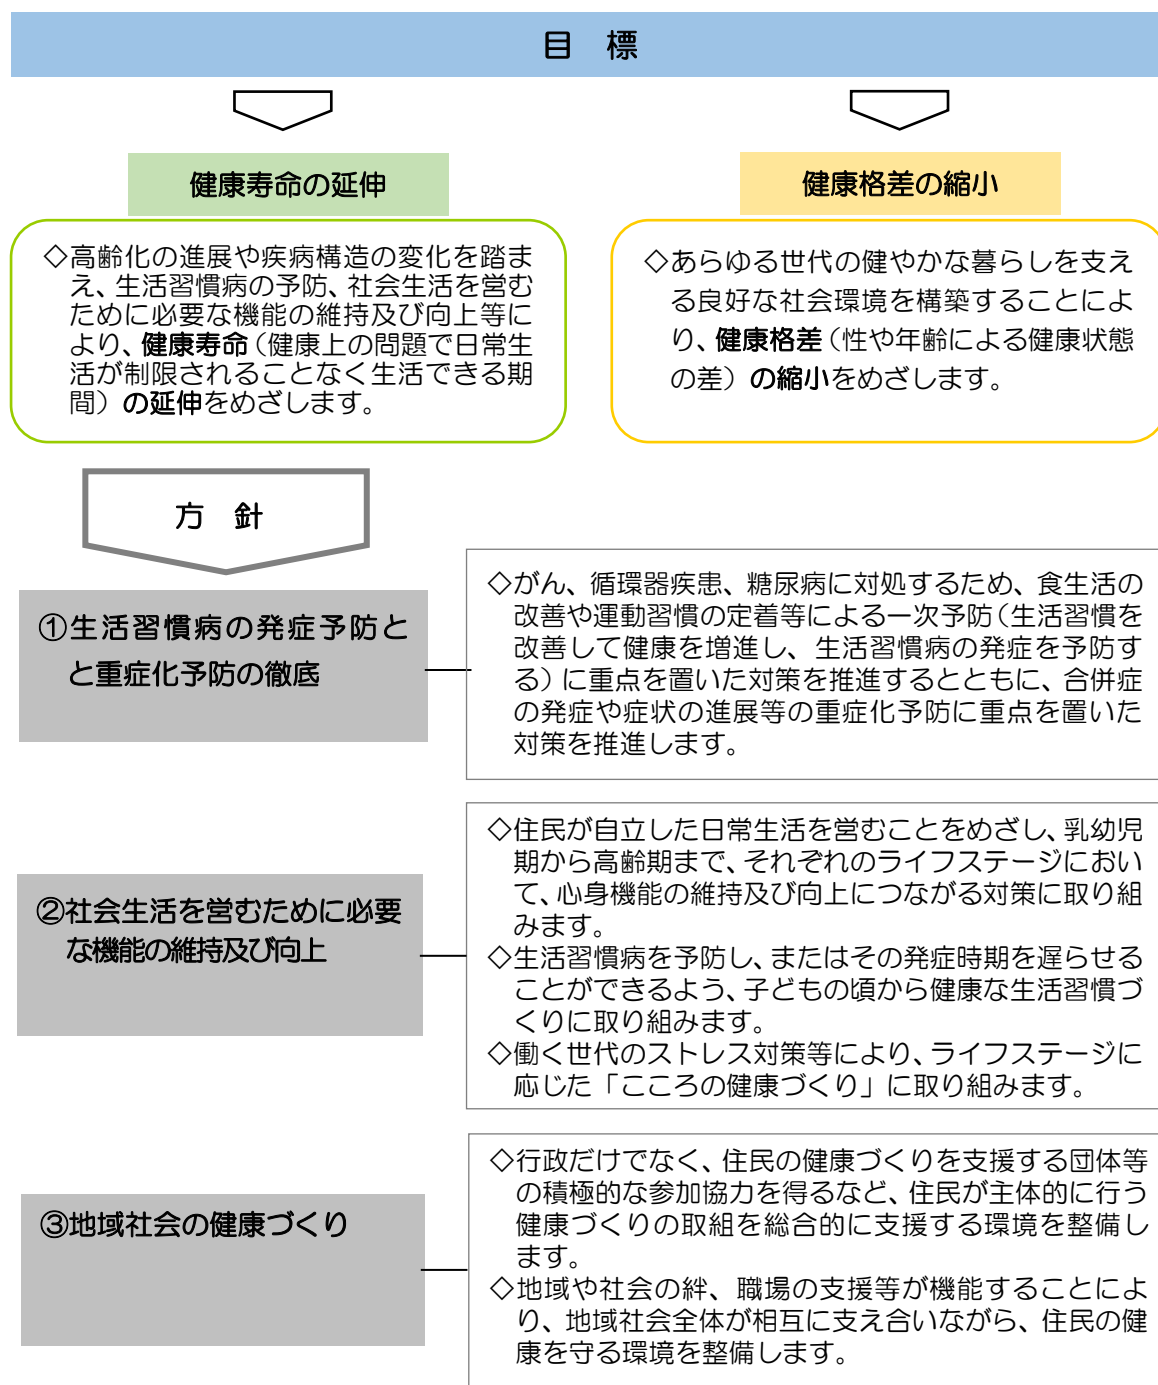 目　標
健康寿命の延伸
◇高齢化の進展や疾病構造の変化を踏ま
え、生活習慣病の予防、社会生活を営む
ために必要な機能の維持及び向上等に
より、健康寿命（健康上の問題で日常生
活が制限されることなく生活できる期
間）の延伸をめざします。
健康格差の縮小
◇あらゆる世代の健やかな暮らしを支え
る良好な社会環境を構築することによ
り、健康格差（性や年齢による健康状態
の差）の縮小をめざします。
方　針
①生活習慣病の発症予防と
と重症化予防の徹底
◇がん、循環器疾患、糖尿病に対処するため、食生活の
改善や運動習慣の定着等による一次予防（生活習慣を
改善して健康を増進し、生活習慣病の発症を予防す
る）に重点を置いた対策を推進するとともに、合併症
の発症や症状の進展等の重症化予防に重点を置いた
対策を推進します。
②社会生活を営むために必要
な機能の維持及び向上
◇住民が自立した日常生活を営むことをめざし、乳幼児
期から高齢期まで、それぞれのライフステージにおい
て、心身機能の維持及び向上につながる対策に取り組
みます。
◇生活習慣病を予防し、またはその発症時期を遅らせる
ことができるよう、子どもの頃から健康な生活習慣づ
くりに取り組みます。
◇働く世代のストレス対策等により、ライフステージに
応じた「こころの健康づくり」に取り組みます。
③地域社会の健康づくり
◇行政だけでなく、住民の健康づくりを支援する団体等
の積極的な参加協力を得るなど、住民が主体的に行う
健康づくりの取組を総合的に支援する環境を整備し
ます。
◇地域や社会の絆、職場の支援等が機能することによ
り、地域社会全体が相互に支え合いながら、住民の健
康を守る環境を整備します。